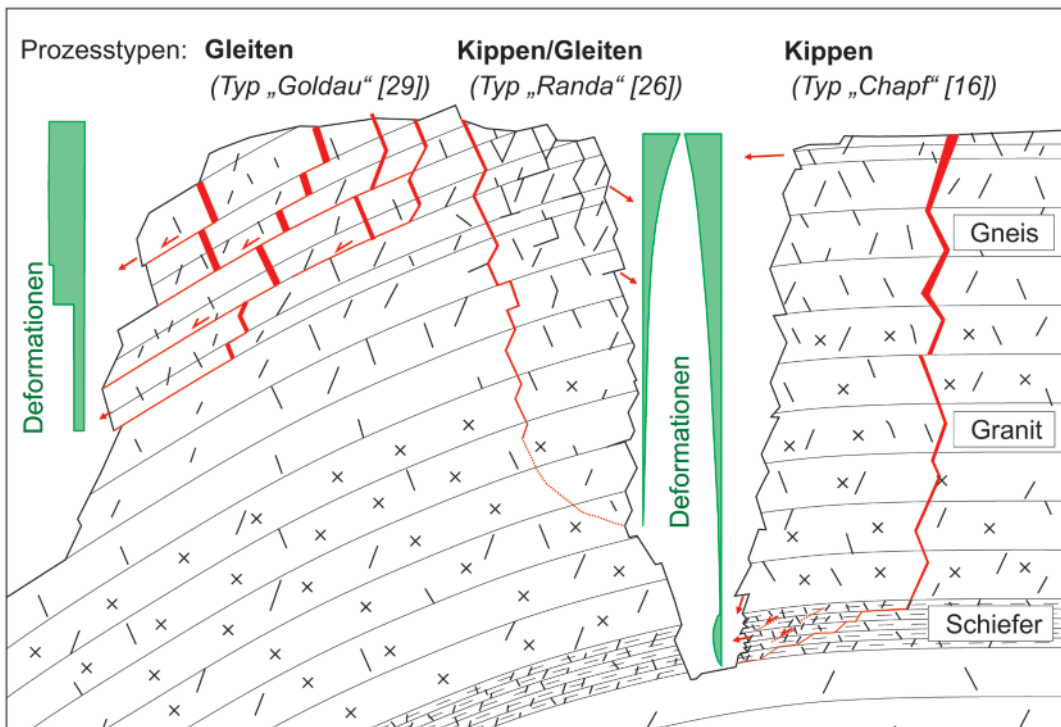 Prozesstypen: Gleiten Kippen/Gleiten Kippen
(Typ „Goldau“ [29]) (Typ „Randa“ [26]) (Typ „Chapf“ [16])
Deformationen
Deformationen
Gneis
Granit
Schiefer